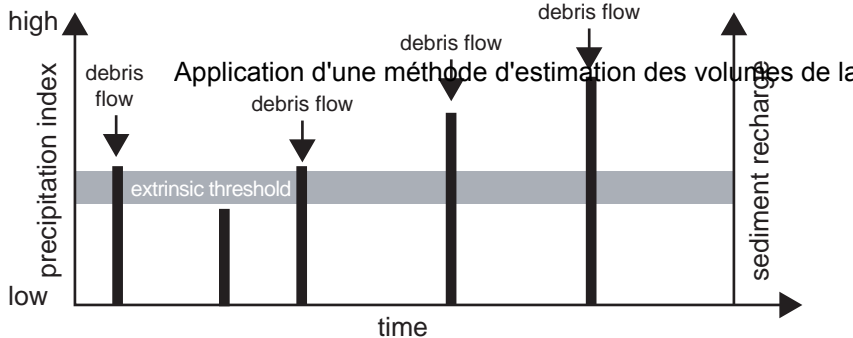 high
debris flow
debris flow
debris
flow
Application d'une méthode d'estimation des volumes de la
debris flow
precipitation index
extrinsic threshold
sediment recharge
low
time